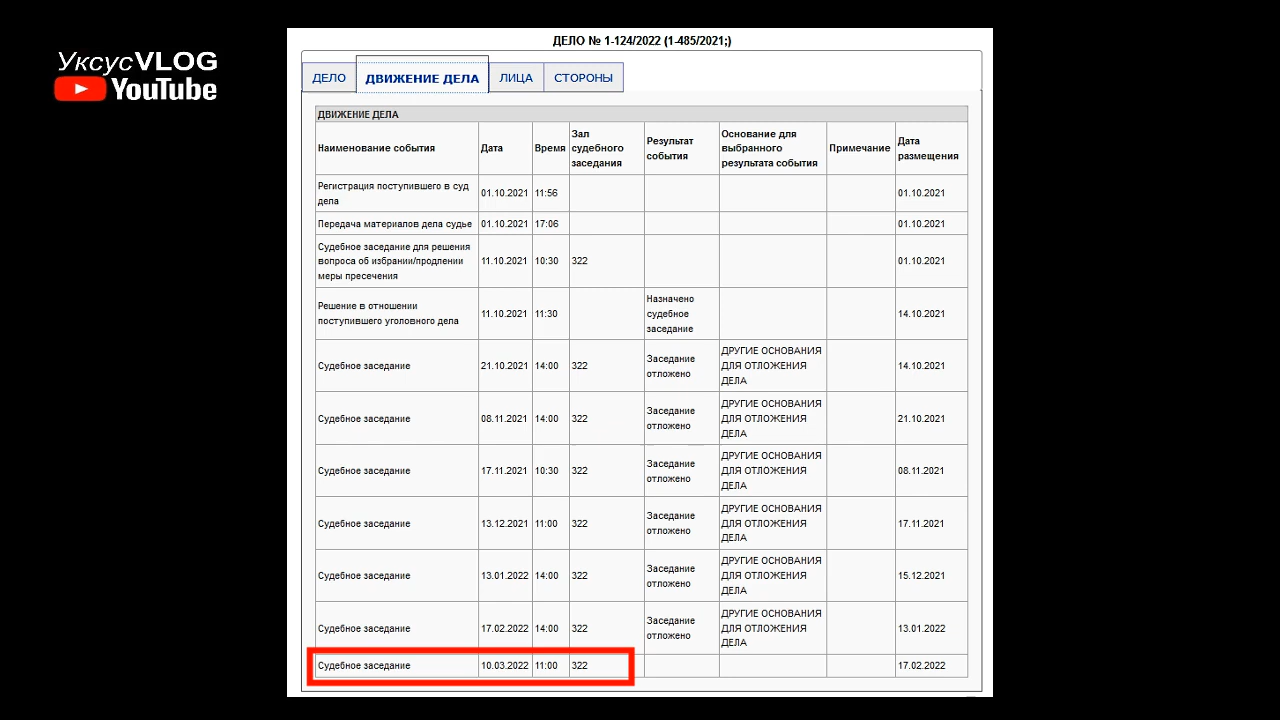 ДЕЛО № 1-124/2022 (1-485/2021;)
УксусVLOG
YouTube
ДЕЛО
ДВИЖЕНИЕ ДЕЛА
ЛИЦА
СТОРОНЫ
ДВИЖЕНИЕ ДЕЛА
Наименование события
Дата
Время
Зал
судебного
заседания
Результат
события
Основание для
выбранного
результата события
Примечание
Дата
размещения
Регистрация поступившего в суд
дела
01.10.2021
11:56
01.10.2021
Передача материалов дела судье
01.10.2021
17:06
01.10.2021
Судебное заседание для решения
вопроса об избрании/продлении
меры пресечения
11.10.2021
10:30
322
01.10.2021
Решение в отношении
поступившего уголовного дела
11.10.2021
11:30
Назначено
судебное
заседание
14.10.2021
Судебное заседание
21.10.2021
14:00
322
Заседание
отложено
ДРУГИЕ ОСНОВАНИЯ
ДЛЯ ОТЛОЖЕНИЯ
ДЕЛА
14.10.2021
Судебное заседание
08.11.2021
14:00
322
Заседание
отложено
ДРУГИЕ ОСНОВАНИЯ
ДЛЯ ОТЛОЖЕНИЯ
ДЕЛА
21.10.2021
Судебное заседание
17.11.2021
10:30
322
Заседание
отложено
ДРУГИЕ ОСНОВАНИЯ
ДЛЯ ОТЛОЖЕНИЯ
ДЕЛА
08.11.2021
Судебное заседание
13.12.2021
11:00
322
Заседание
отложено
ДРУГИЕ ОСНОВАНИЯ
ДЛЯ ОТЛОЖЕНИЯ
ДЕЛА
17.11.2021
Судебное заседание
13.01.2022
14:00
322
Заседание
отложено
ДРУГИЕ ОСНОВАНИЯ
ДЛЯ ОТЛОЖЕНИЯ
ДЕЛА
15.12.2021
Судебное заседание
17.02.2022
14:00
322
Заседание
отложено
ДРУГИЕ ОСНОВАНИЯ
ДЛЯ ОТЛОЖЕНИЯ
ДЕЛА
13.01.2022
Судебное заседание
10.03.2022
11:00
322
17.02.2022